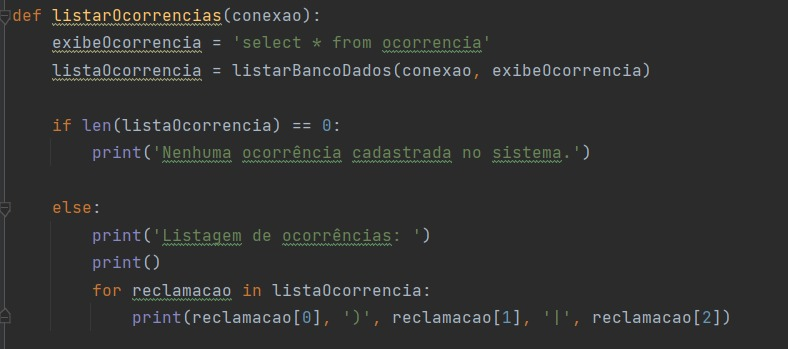 def listarOcorrencias(conexao):
    exibeOcorrencia = 'select * from ocorrencia'
    listaOcorrencia = listarBancoDados(conexao, exibeOcorrencia)

    if len(listaOcorrencia) == 0:
        print('Nenhuma ocorrência cadastrada no sistema.')

    else:
        print('Listagem de ocorrências: ')
        print()
        for reclamacao in listaOcorrencia:
            print(reclamacao[0], ')', reclamacao[1], '|', reclamacao[2])